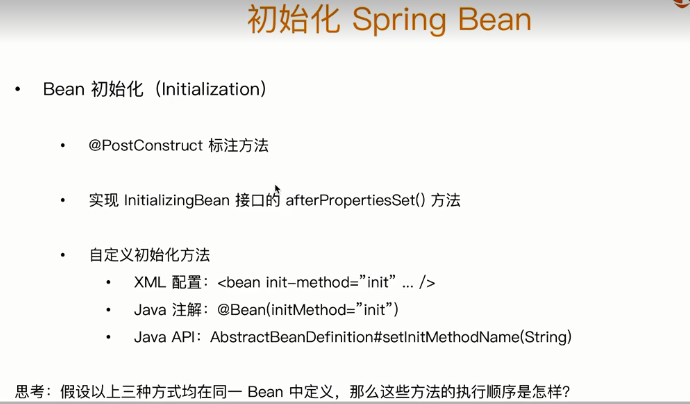 初始化 Spring Bean
• Bean 初始化（Initialization）
• @PostConstruct 标注方法
• 实现 InitializingBean 接口的 afterPropertiesSet() 方法
• 自定义初始化方法
• XML 配置：<bean init-method=”init” ... />
• Java 注解：@Bean(initMethod=”init”)
• Java API：AbstractBeanDefinition#setInitMethodName(String)
思考：假设以上三种方式均在同一 Bean 中定义，那么这些方法的执行顺序是怎样？